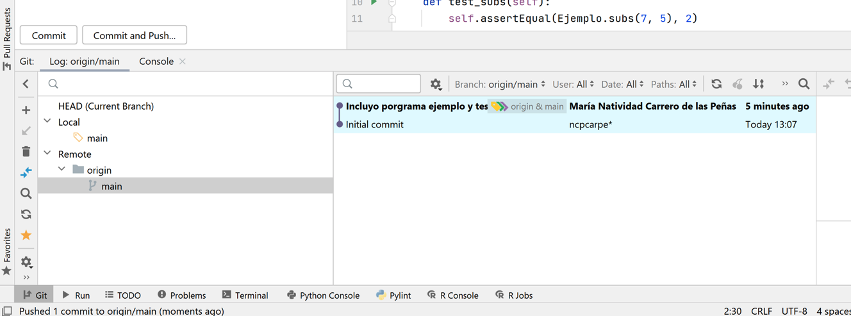 Pull Requests
10 def test_subs(self):
11 self.assertEqual(Ejemplo.subs(7, 5), 2)
Commit Commit and Push...
Git: Log: origin/main Console
Branch: origin/main User: All Date: All Paths: All
HEAD (Current Branch)
Local
main
Remote
origin
main
Incluyo porgrama ejemplo y tes origin & main María Natividad Carrero de las Peñas 5 minutes ago
Initial commit ncpcarpe* Today 13:07
Favorites
Git Run TODO Problems Terminal Python Console Pylint R Console R Jobs
Pushed 1 commit to origin/main (moments ago) 2:30 CRLF UTF-8 4 spaces